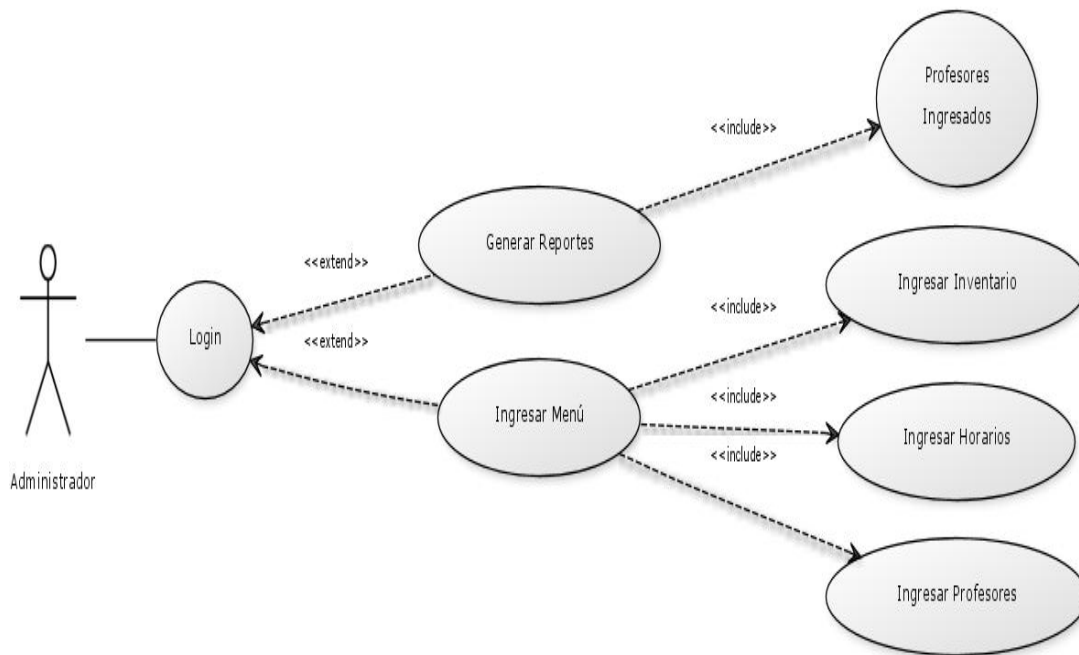 Profesores
Ingresados
<<include>>
Generar Reportes
<<extend>>
Ingresar Inventario
<<include>>
Login
<<extend>>
Ingresar Menú
<<include>>
Ingresar Horarios
<<include>>
Administrador
Ingresar Profesores